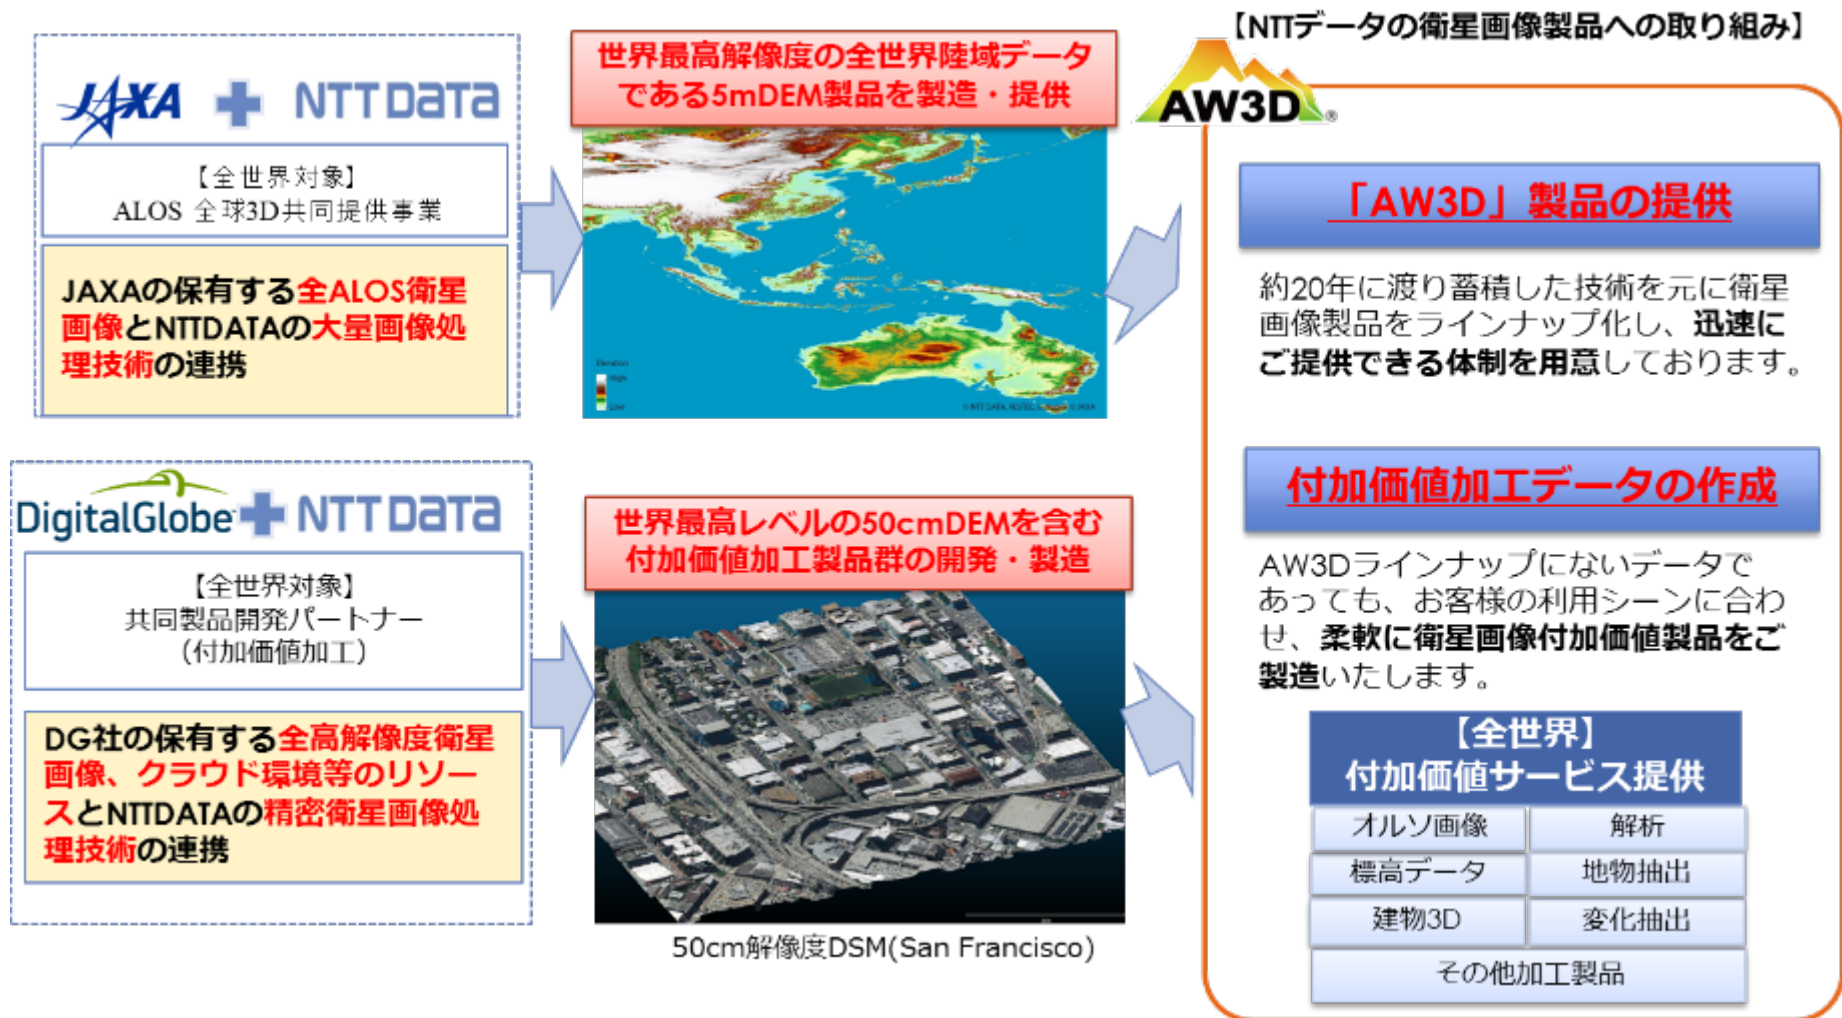 【NTTデータの衛星画像製品への取り組み】
JAXA + NTT DATA
【全世界対象】
ALOS 全球3D共同提供事業
JAXAの保有する全ALOS衛星
画像とNTTDATAの大量画像処
理技術の連携
世界最高解像度の全世界陸域データ
である5mDEM製品を製造・提供
Elevation
High
Low
DigitalGlobe + NTT DATA
【全世界対象】
共同製品開発パートナー
(付加価値加工)
DG社の保有する全高解像度衛星
画像、クラウド環境等のリソー
スとNTTDATAの精密衛星画像処
理技術の連携
世界最高レベルの50cmDEMを含む
付加価値加工製品群の開発・製造
50cm解像度DSM(San Francisco)
AW3D®
「AW3D」製品の提供
約20年に渡り蓄積した技術を元に衛星
画像製品をラインナップ化し、迅速に
ご提供できる体制を用意しております。
付加価値加工データの作成
AW3Dラインナップにないデータで
あっても、お客様の利用シーンに合わ
せ、柔軟に衛星画像付加価値製品をご
製造いたします。
【全世界】
付加価値サービス提供
オルソ画像 解析
標高データ 地物抽出
建物3D 変化抽出
その他加工製品